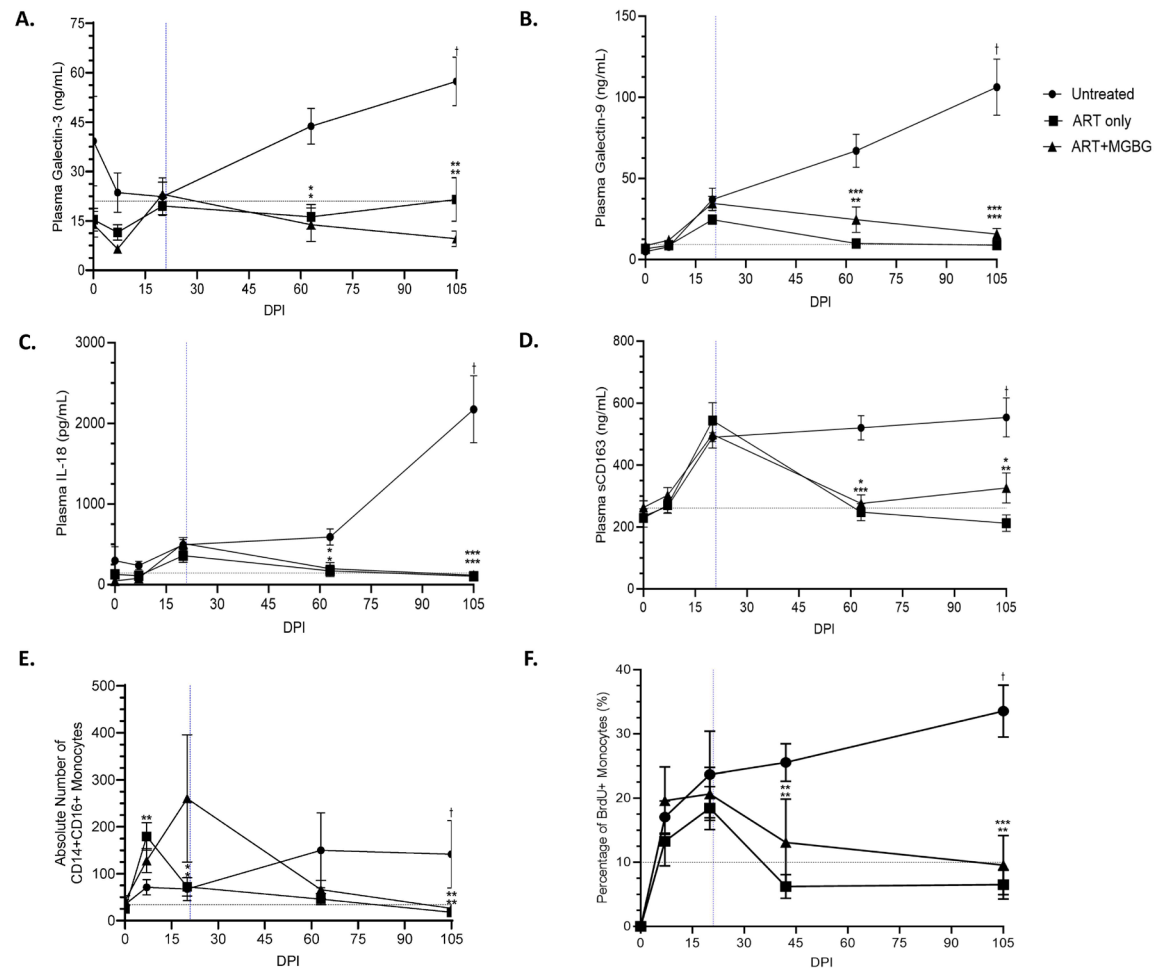 A.
Plasma Galectin-3 (ng/mL)
75
60
45
30
15
0
†
*
*
**
**
0 15 30 45 60 75 90 105
DPI
B.
Plasma Galectin-9 (ng/mL)
150
100
50
0
†
***
**
***
***
0 15 30 45 60 75 90 105
DPI
Untreated
ART only
ART+MGBG
C.
Plasma IL-18 (pg/mL)
3000
2000
1000
0
†
*
*
***
***
0 15 30 45 60 75 90 105
DPI
D.
Plasma sCD163 (ng/mL)
800
600
400
200
0
†
*
***
*
**
0 15 30 45 60 75 90 105
DPI
E.
Absolute Number of
CD14+CD16+ Monocytes
500
400
300
200
100
0
**
*
*
†
**
**
0 15 30 45 60 75 90 105
DPI
F.
Percentage of BrdU+ Monocytes (%)
40
30
20
10
0
†
**
**
***
**
0 15 30 45 60 75 90 105
DPI